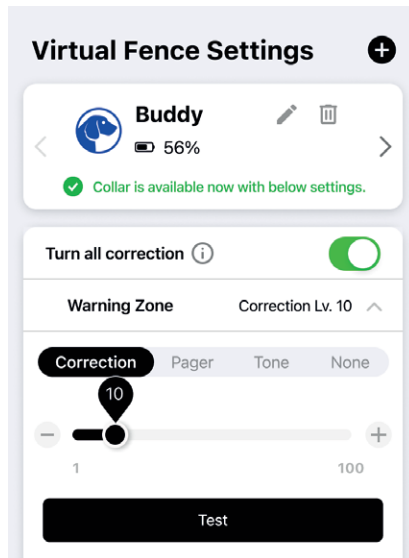 Virtual Fence Settings
Buddy
56%
Collar is available now with below settings.
Turn all correction
Warning Zone Correction Lv. 10
Correction Pager Tone None
10
1 100
Test